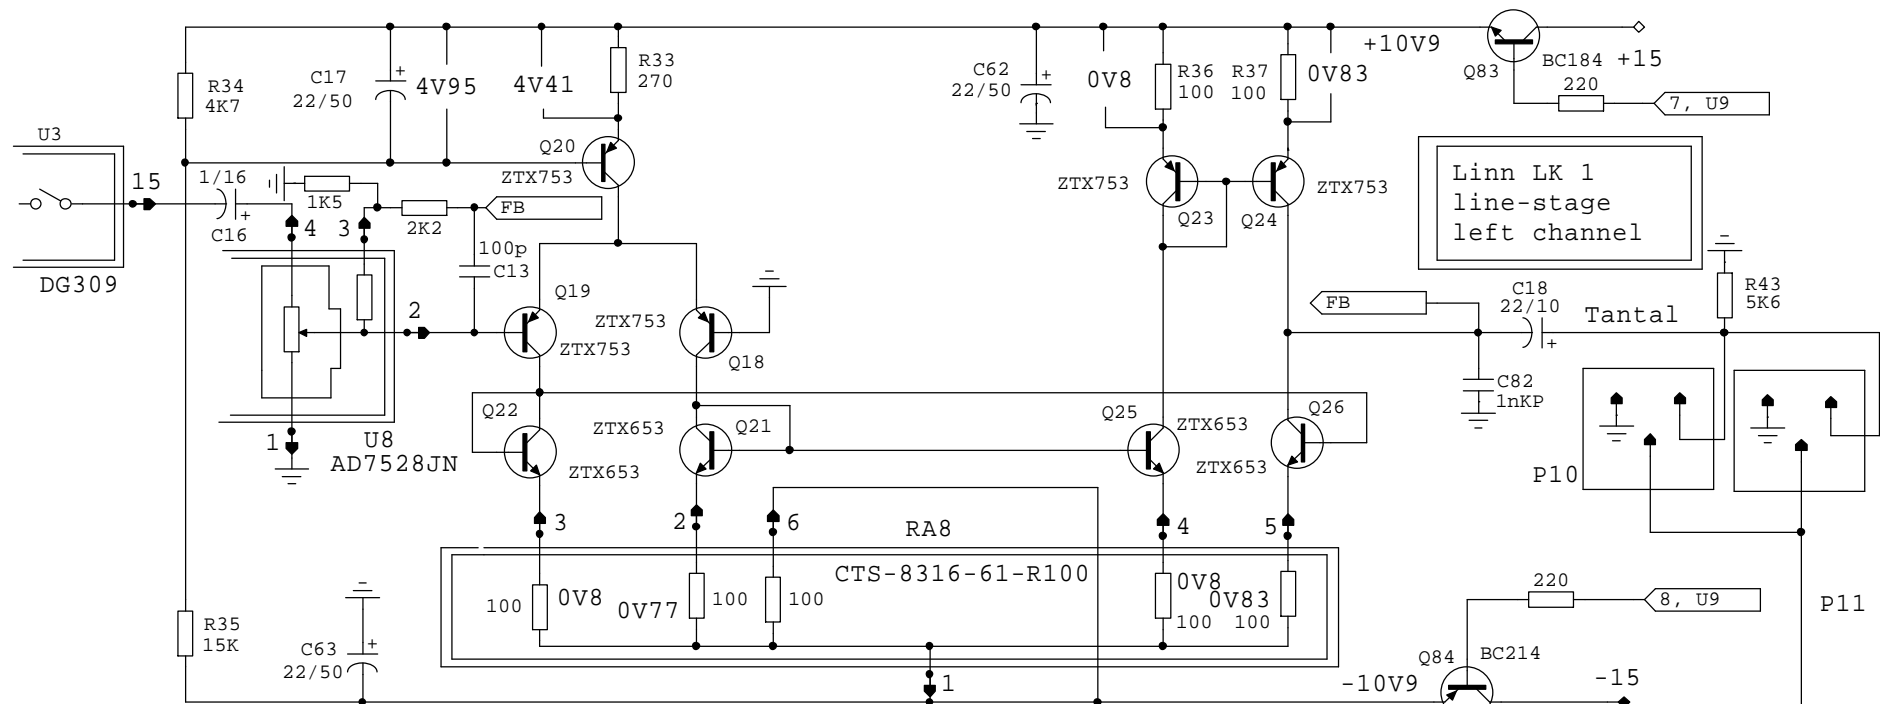 R33
270
C17
22/50
4V95
4V41
R34
4K7
C62
22/50
0V8
R36
100
R37
100
0V83
+10V9
Q83
BC184
+15
220
7, U9
U3
15
1/16
C16
+
DG309
1K5
4
3
2K2
FB
100p
C13
Q20
ZTX753
ZTX753
Q23
Q24
ZTX753
Linn LK 1
line-stage
left channel
Q19
ZTX753
ZTX753
Q18
2
FB
C18
22/10
+
Tantal
R43
5K6
C82
1nKP
1
U8
AD7528JN
Q22
ZTX653
ZTX653
Q21
Q25
ZTX653
ZTX653
Q26
P10
3
2
6
RA8
4
5
CTS-8316-61-R100
100
0V8
0V77
100
100
0V8
100
0V83
100
R35
15K
C63
22/50
+
1
220
8, U9
P11
Q84
BC214
-10V9
-15
+
+